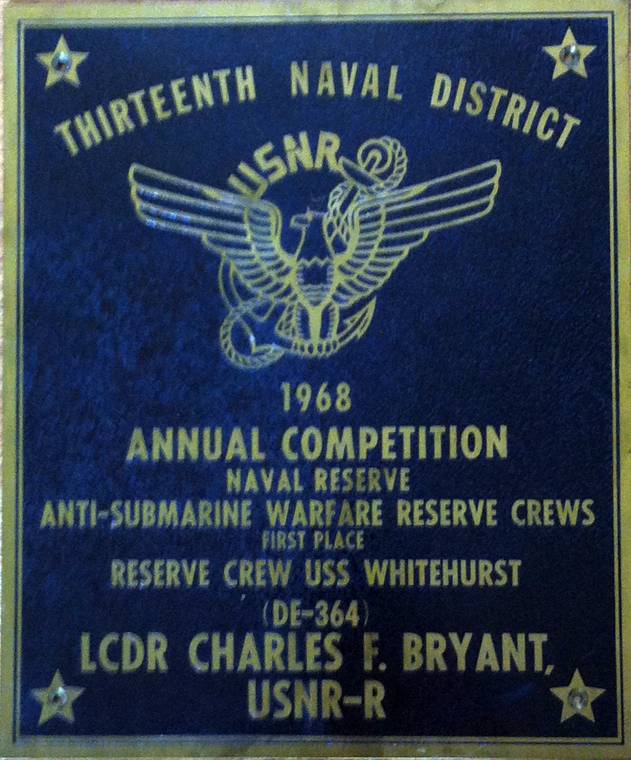 THIRTEENTH NAVAL DISTRICT
USNR
1968
ANNUAL COMPETITION
NAVAL RESERVE
ANTI-SUBMARINE WARFARE RESERVE CREWS
FIRST PLACE
RESERVE CREW USS WHITEHURST
(DE-364)
LCDR CHARLES F. BRYANT,
USNR-R